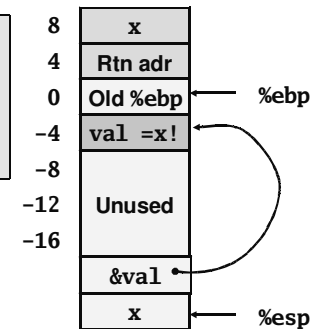 8 x
4 Rtn adr
0 Old %ebp %ebp
-4 val =x!
-8
-12 Unused
-16
&val
x %esp